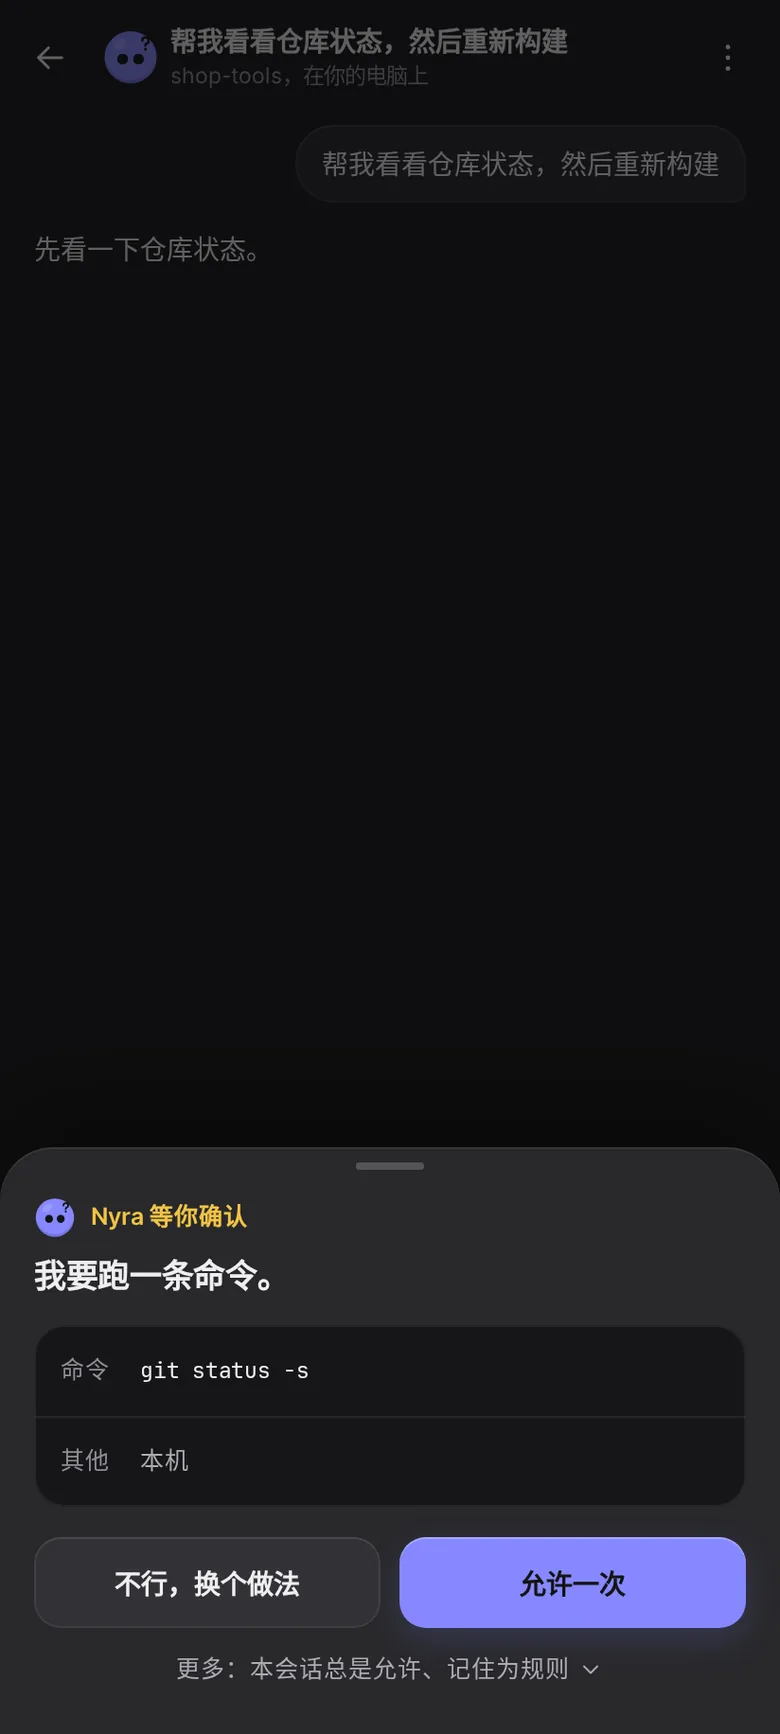 帮我看看仓库状态，然后重新构建
shop-tools，在你的电脑上
帮我看看仓库状态，然后重新构建
先看一下仓库状态。
Nyra 等你确认
我要跑一条命令。
命令 git status -s
其他 本机
不行，换个做法 允许一次
更多：本会话总是允许、记住为规则